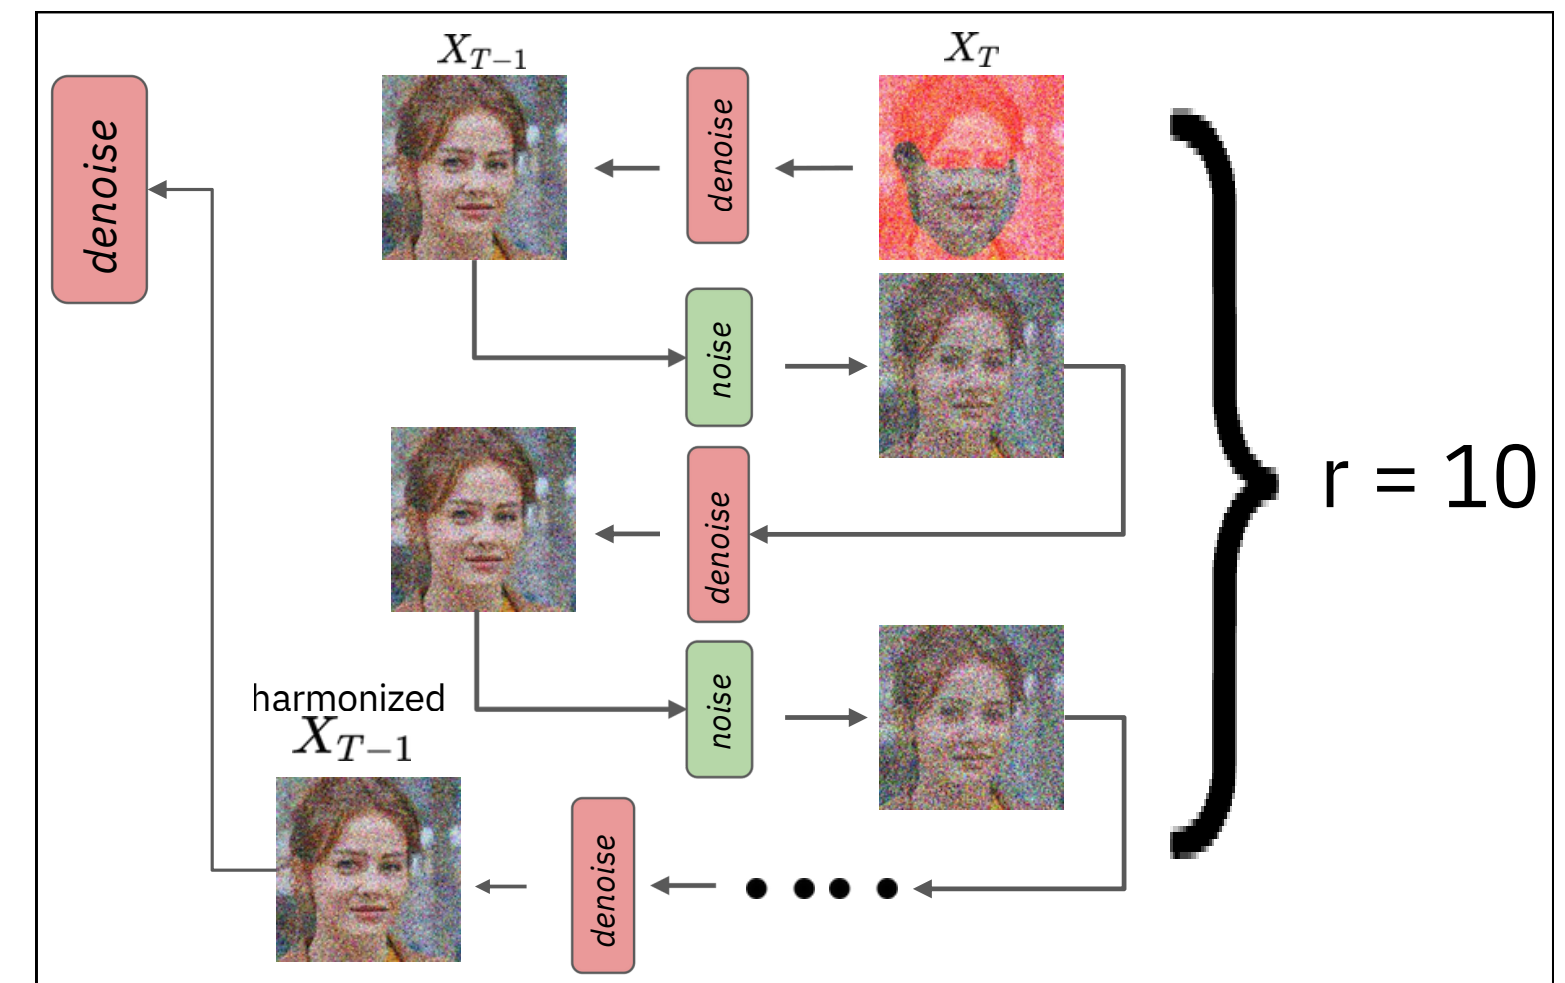 X_{T-1}
X_T
denoise
denoise
noise
r = 10
denoise
noise
harmonized
X_{T-1}
denoise